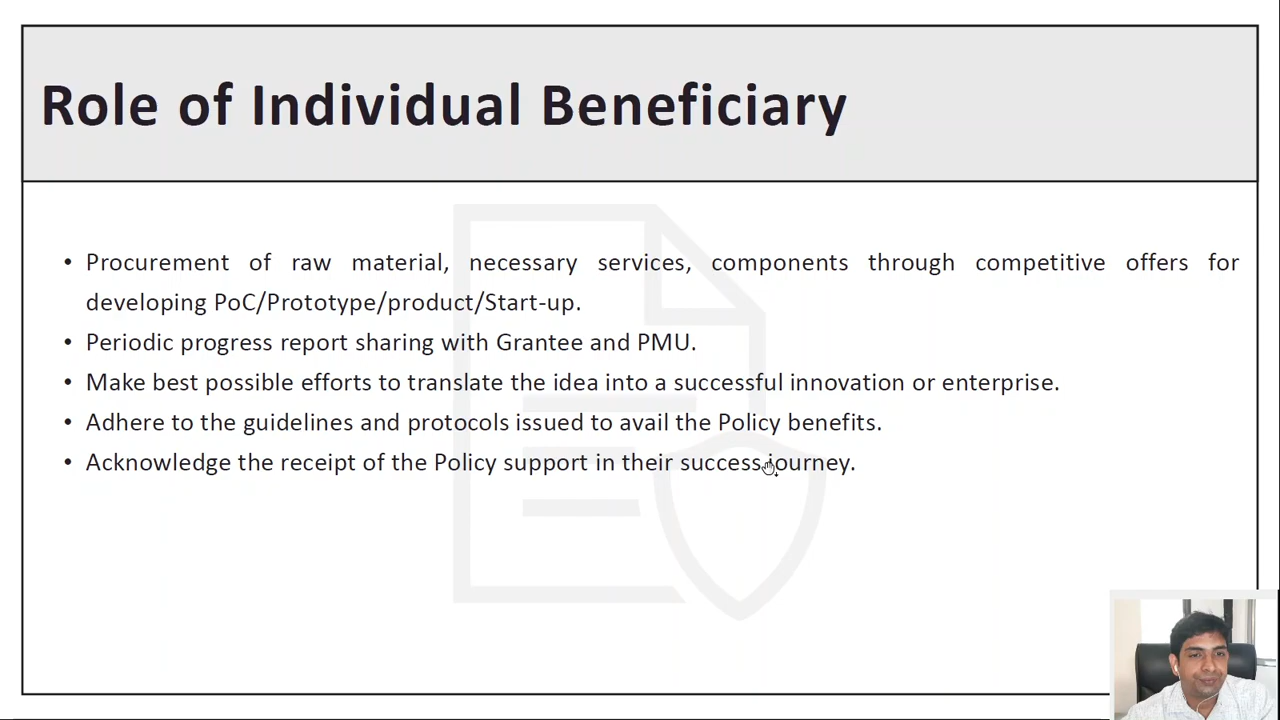 Role of Individual Beneficiary
• Procurement of raw material, necessary services, components through competitive offers for
developing PoC/Prototype/product/Start-up.
• Periodic progress report sharing with Grantee and PMU.
• Make best possible efforts to translate the idea into a successful innovation or enterprise.
• Adhere to the guidelines and protocols issued to avail the Policy benefits.
• Acknowledge the receipt of the Policy support in their success journey.